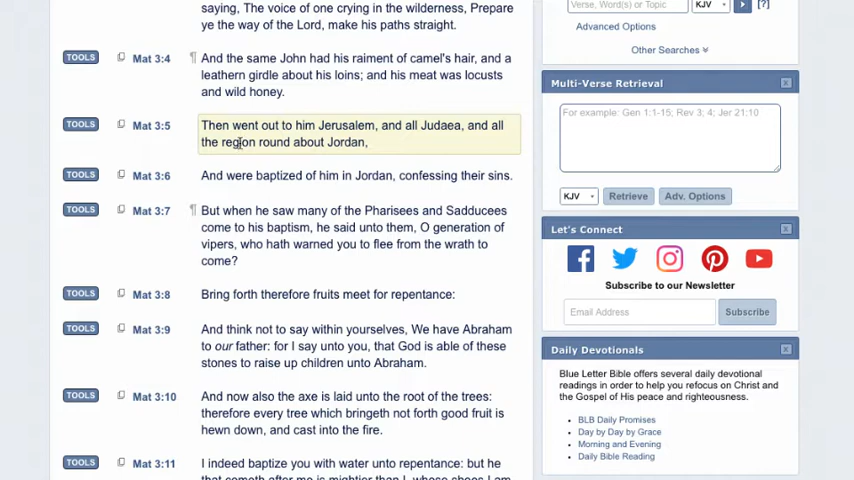 saying, The voice of one crying in the wilderness, Prepare
ye the way of the Lord, make his paths straight.
TOOLS Mat 3:4 ¶ And the same John had his raiment of camel's hair, and a
leathern girdle about his loins; and his meat was locusts
and wild honey.
TOOLS Mat 3:5 Then went out to him Jerusalem, and all Judaea, and all
the region round about Jordan,
TOOLS Mat 3:6 And were baptized of him in Jordan, confessing their sins.
TOOLS Mat 3:7 ¶ But when he saw many of the Pharisees and Sadducees
come to his baptism, he said unto them, O generation of
vipers, who hath warned you to flee from the wrath to
come?
TOOLS Mat 3:8 Bring forth therefore fruits meet for repentance:
TOOLS Mat 3:9 And think not to say within yourselves, We have Abraham
to our father: for I say unto you, that God is able of these
stones to raise up children unto Abraham.
TOOLS Mat 3:10 And now also the axe is laid unto the root of the trees:
therefore every tree which bringeth not forth good fruit is
hewn down, and cast into the fire.
TOOLS Mat 3:11 I indeed baptize you with water unto repentance: but he
that cometh after me is mightier than I, whose shoes I am
Verse, Word(s) or Topic KJV [?]
Advanced Options
Other Searches
Multi-Verse Retrieval
For example: Gen 1:1-15; Rev 3; 4; Jer 21:10
KJV Retrieve Adv. Options
Let's Connect
Subscribe to our Newsletter
Email Address Subscribe
Daily Devotionals
Blue Letter Bible offers several daily devotional
readings in order to help you refocus on Christ and
the Gospel of His peace and righteousness.
• BLB Daily Promises
• Day by Day by Grace
• Morning and Evening
• Daily Bible Reading